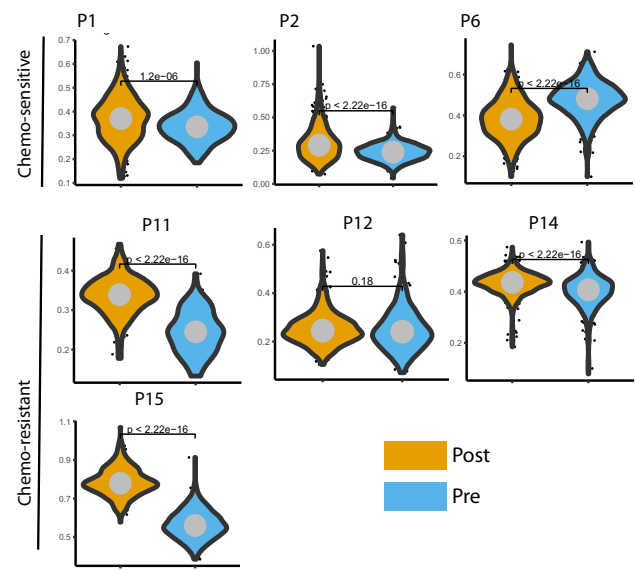 P1
P2
P6
Chemo-sensitive
0.7
0.6
0.5
0.4
0.3
0.2
0.1
1.2e−06
1.00
0.75
0.50
0.25
0.00
p < 2.22e−16
0.6
0.4
0.2
p < 2.22e−16
P11
P12
P14
Chemo-resistant
0.4
0.3
0.2
p < 2.22e−16
0.6
0.4
0.2
0.18
0.6
0.4
0.2
p < 2.22e−16
P15
1.1
0.9
0.7
0.5
p < 2.22e−16
Post
Pre